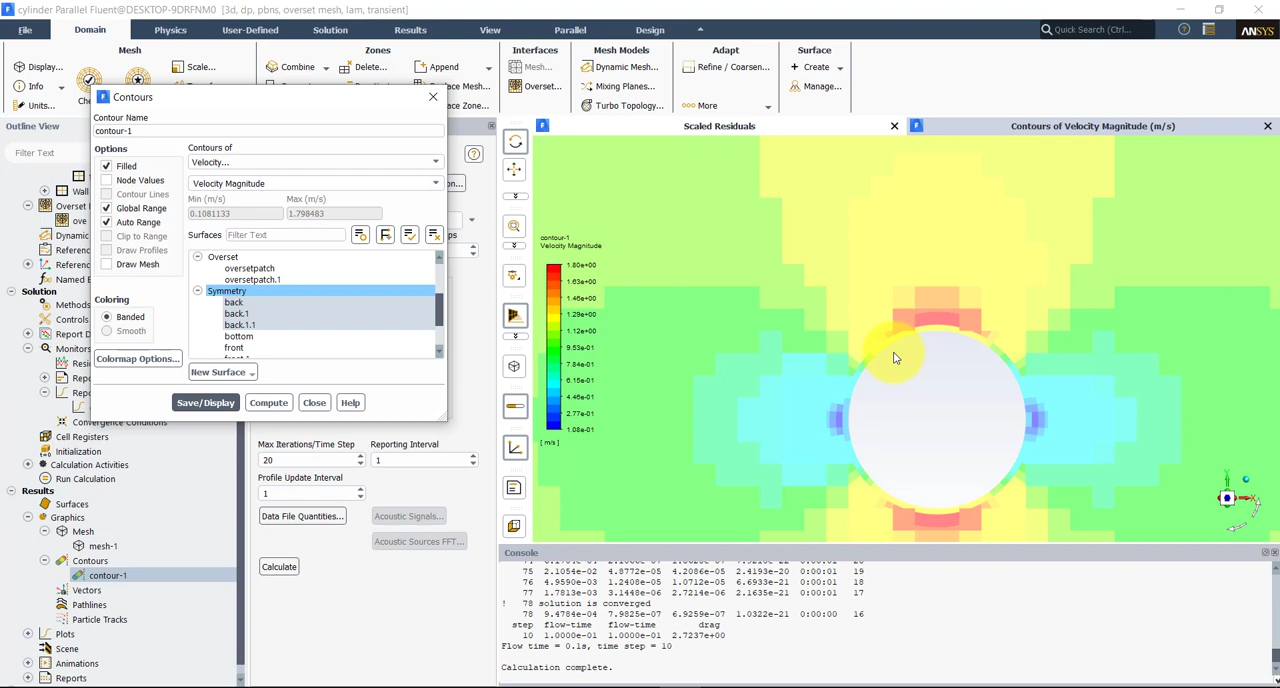 cylinder Parallel Fluent@DESKTOP-9DRFNM0 [3d, dp, pbns, overset mesh, lam, transient]
File Domain Physics User-Defined Solution Results View Parallel Design Quick Search (Ctrl... ANSYS
Mesh Zones Interfaces Mesh Models Adapt Surface
Display... Scale... Combine Delete... Append Mesh... Dynamic Mesh... Refine / Coarsen... Create
Info Overset... Mixing Planes... Manage...
Units... Turbo Topology... More
Outline View
Filter Text
Contours
Contour Name
contour-1
Options
Filled
Node Values
Contour Lines
Global Range
Auto Range
Clip to Range
Draw Profiles
Draw Mesh
Coloring
Banded
Smooth
Colormap Options...
Contours of
Velocity...
Velocity Magnitude
Min (m/s) Max (m/s)
0.1081133 1.798483
Surfaces Filter Text
Overset
oversetpatch
oversetpatch.1
Symmetry
back
back.1
back.1.1
bottom
front
New Surface
Save/Display Compute Close Help
Solution
Results
Surfaces
Graphics
Mesh
mesh-1
Contours
contour-1
Vectors
Pathlines
Particle Tracks
Plots
Scene
Animations
Reports
Convergence Conditions
Cell Registers
Initialization
Calculation Activities
Run Calculation
Max Iterations/Time Step Reporting Interval
20 1
Profile Update Interval
1
Data File Quantities... Acoustic Signals...
Acoustic Sources FFT...
Calculate
Scaled Residuals
Contours of Velocity Magnitude (m/s)
contour-1
Velocity Magnitude
1.80e+00
1.63e+00
1.46e+00
1.29e+00
1.12e+00
9.53e-01
7.84e-01
6.15e-01
4.46e-01
2.77e-01
1.08e-01
[ m/s ]
Console
75 2.1054e-02 4.8772e-05 4.2086e-05 2.4193e-20 0:00:01 19
76 4.9590e-03 1.2408e-05 1.0712e-05 6.6933e-21 0:00:01 18
77 1.7813e-03 3.1448e-06 2.7214e-06 2.1635e-21 0:00:01 17
! 78 solution is converged
78 9.4784e-04 7.9825e-07 6.9259e-07 1.0322e-21 0:00:00 16
step flow-time flow-time drag
10 1.0000e-01 1.0000e-01 2.7237e+00
Flow time = 0.1s, time step = 10
Calculation complete.